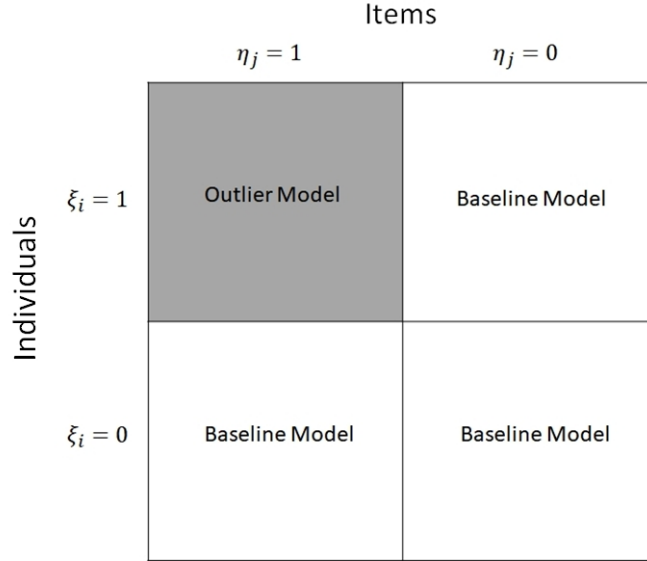 Items
η_j = 1
η_j = 0
Individuals
ξ_i = 1
Outlier Model
Baseline Model
ξ_i = 0
Baseline Model
Baseline Model